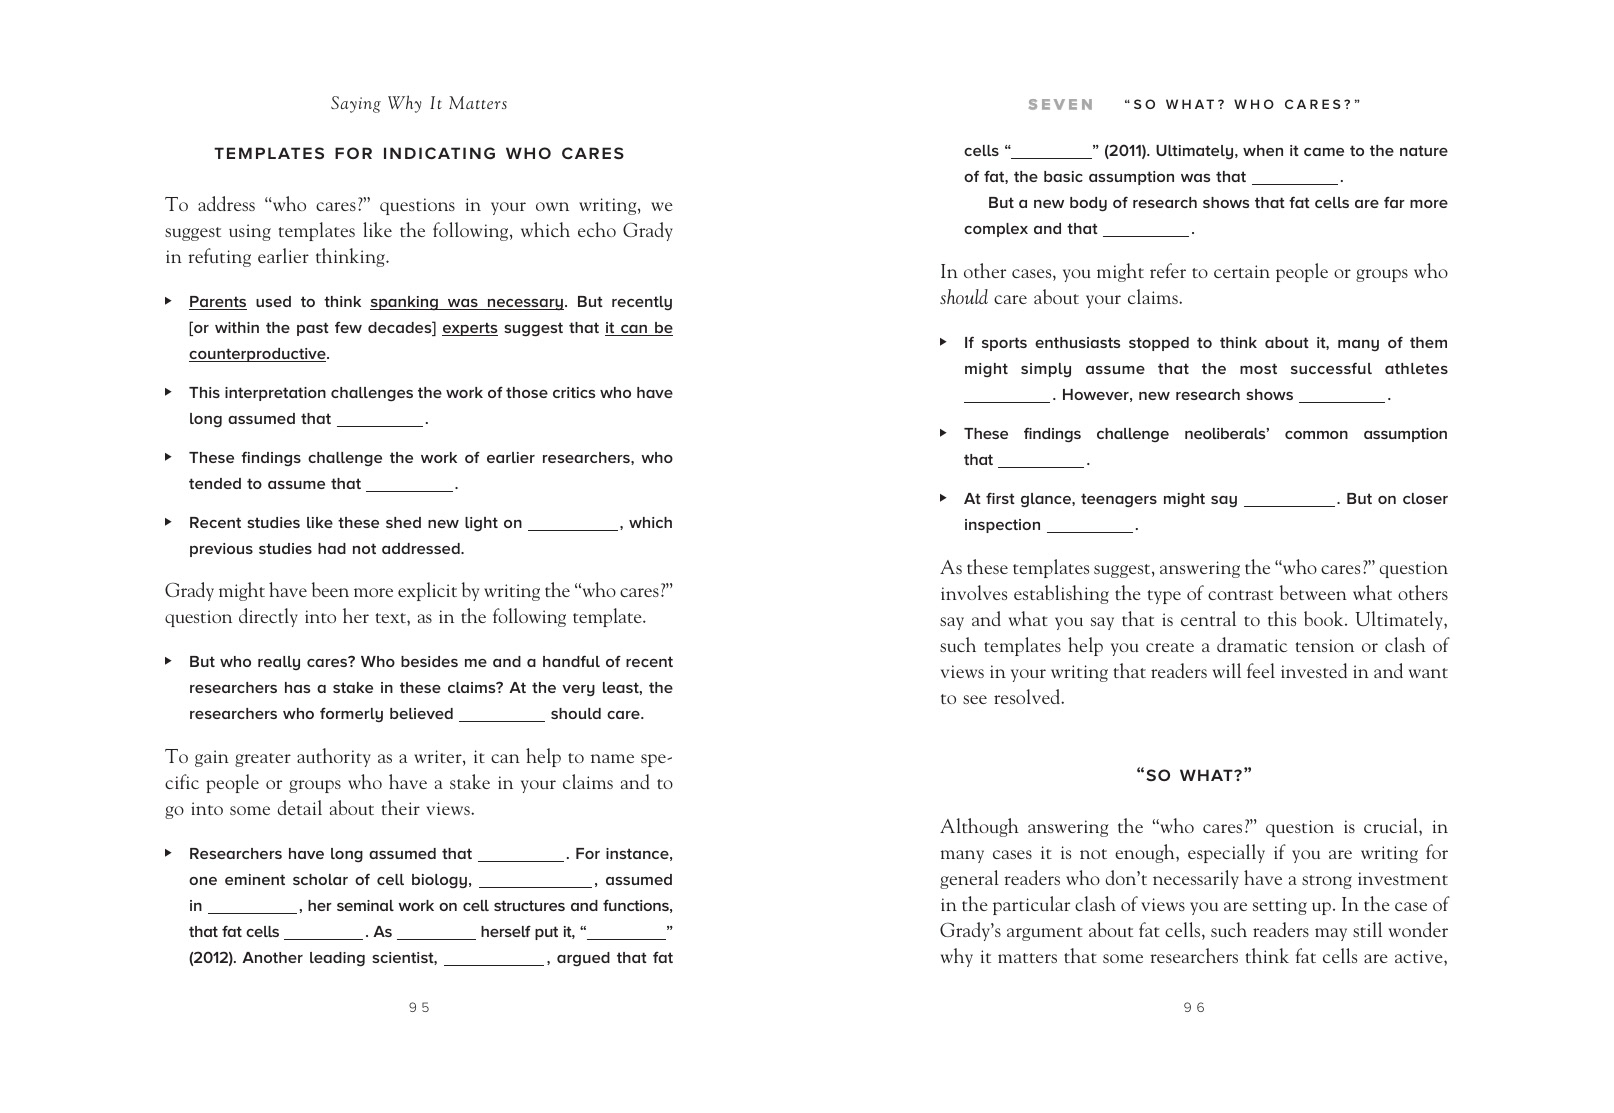 Saying Why It Matters
TEMPLATES FOR INDICATING WHO CARES
To address “who cares?” questions in your own writing, we
suggest using templates like the following, which echo Grady
in refuting earlier thinking.
▸ Parents used to think spanking was necessary. But recently
[or within the past few decades] experts suggest that it can be
counterproductive.
▸ This interpretation challenges the work of those critics who have
long assumed that __________.
▸ These findings challenge the work of earlier researchers, who
tended to assume that __________.
▸ Recent studies like these shed new light on __________, which
previous studies had not addressed.
Grady might have been more explicit by writing the “who cares?”
question directly into her text, as in the following template.
▸ But who really cares? Who besides me and a handful of recent
researchers has a stake in these claims? At the very least, the
researchers who formerly believed __________ should care.
To gain greater authority as a writer, it can help to name spe-
cific people or groups who have a stake in your claims and to
go into some detail about their views.
▸ Researchers have long assumed that __________. For instance,
one eminent scholar of cell biology, __________, assumed
in __________, her seminal work on cell structures and functions,
that fat cells __________. As __________ herself put it, “__________”
(2012). Another leading scientist, __________, argued that fat
95
SEVEN “SO WHAT? WHO CARES?”
cells “__________” (2011). Ultimately, when it came to the nature
of fat, the basic assumption was that __________.
But a new body of research shows that fat cells are far more
complex and that __________.
In other cases, you might refer to certain people or groups who
should care about your claims.
▸ If sports enthusiasts stopped to think about it, many of them
might simply assume that the most successful athletes
__________. However, new research shows __________.
▸ These findings challenge neoliberals’ common assumption
that __________.
▸ At first glance, teenagers might say __________. But on closer
inspection __________.
As these templates suggest, answering the “who cares?” question
involves establishing the type of contrast between what others
say and what you say that is central to this book. Ultimately,
such templates help you create a dramatic tension or clash of
views in your writing that readers will feel invested in and want
to see resolved.
“SO WHAT?”
Although answering the “who cares?” question is crucial, in
many cases it is not enough, especially if you are writing for
general readers who don’t necessarily have a strong investment
in the particular clash of views you are setting up. In the case of
Grady’s argument about fat cells, such readers may still wonder
why it matters that some researchers think fat cells are active,
96